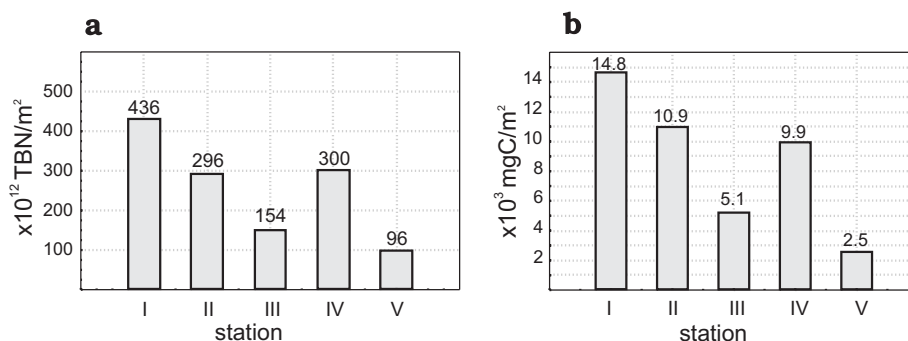 a
x10¹² TBN/m²
500
400
300
200
100
436
296
154
300
96
I II III IV V
station
b
x10³ mgC/m²
14
12
10
8
6
4
2
14.8
10.9
5.1
9.9
2.5
I II III IV V
station